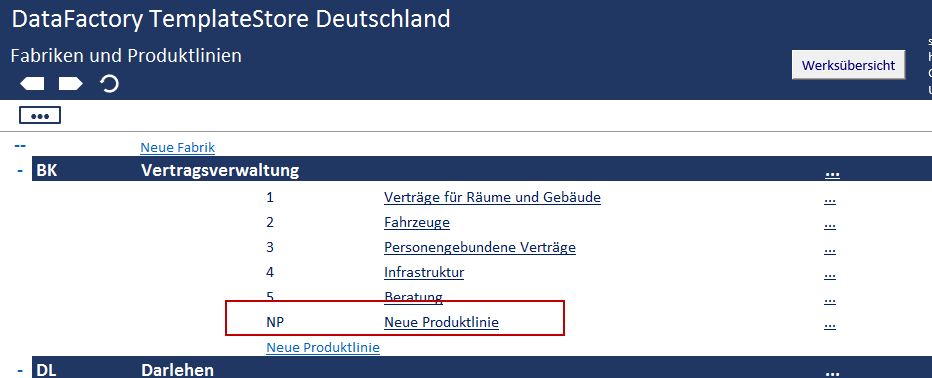 DataFactory TemplateStore Deutschland
Fabriken und Produktlinien
Werksübersicht
...
-- Neue Fabrik
- BK Vertragsverwaltung ...
1 Verträge für Räume und Gebäude ...
2 Fahrzeuge ...
3 Personengebundene Verträge ...
4 Infrastruktur ...
5 Beratung ...
NP Neue Produktlinie ...
Neue Produktlinie
- DL Darlehen ...